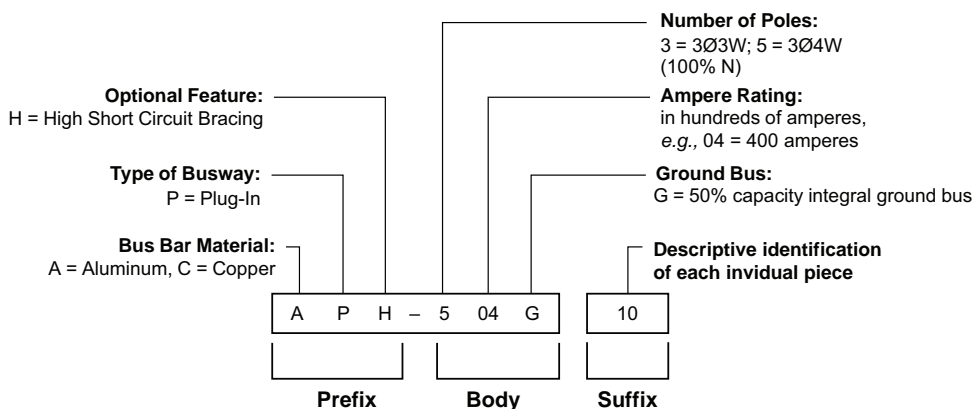 Number of Poles:
3 = 3Ø3W; 5 = 3Ø4W
(100% N)
Optional Feature:
H = High Short Circuit Bracing
Ampere Rating:
in hundreds of amperes,
e.g., 04 = 400 amperes
Type of Busway:
P = Plug-In
Ground Bus:
G = 50% capacity integral ground bus
Bus Bar Material:
A = Aluminum, C = Copper
Descriptive identification
of each invidual piece
A P H – 5 04 G 10
Prefix Body Suffix